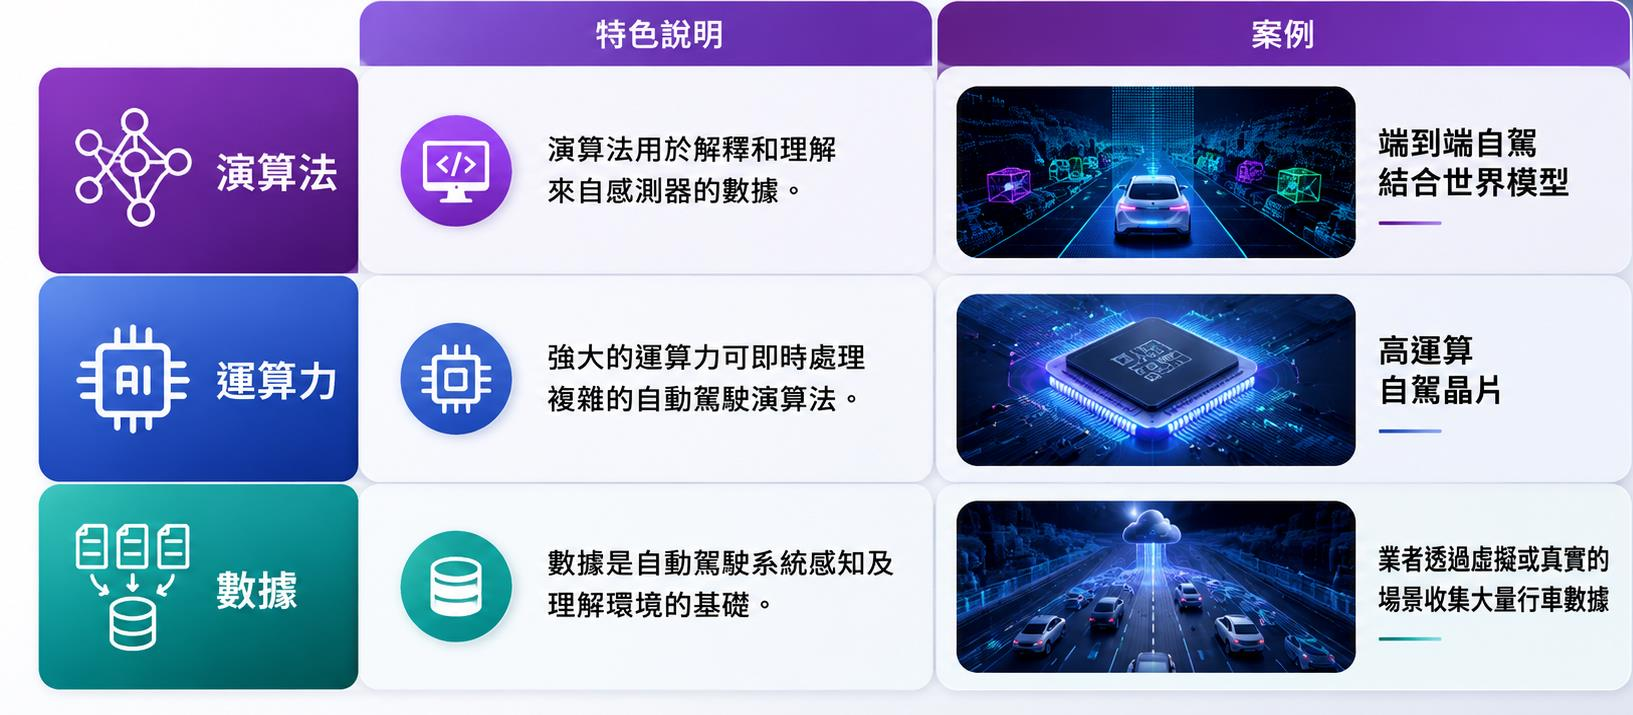 特色說明
案例
演算法
演算法用於解釋和理解
來自感測器的數據。
端到端自駕
結合世界模型
AI
運算力
強大的運算力可即時處理
複雜的自動駕駛演算法。
高運算
自駕晶片
數據
數據是自動駕駛系統感知及
理解環境的基礎。
業者透過虛擬或真實的
場景收集大量行車數據